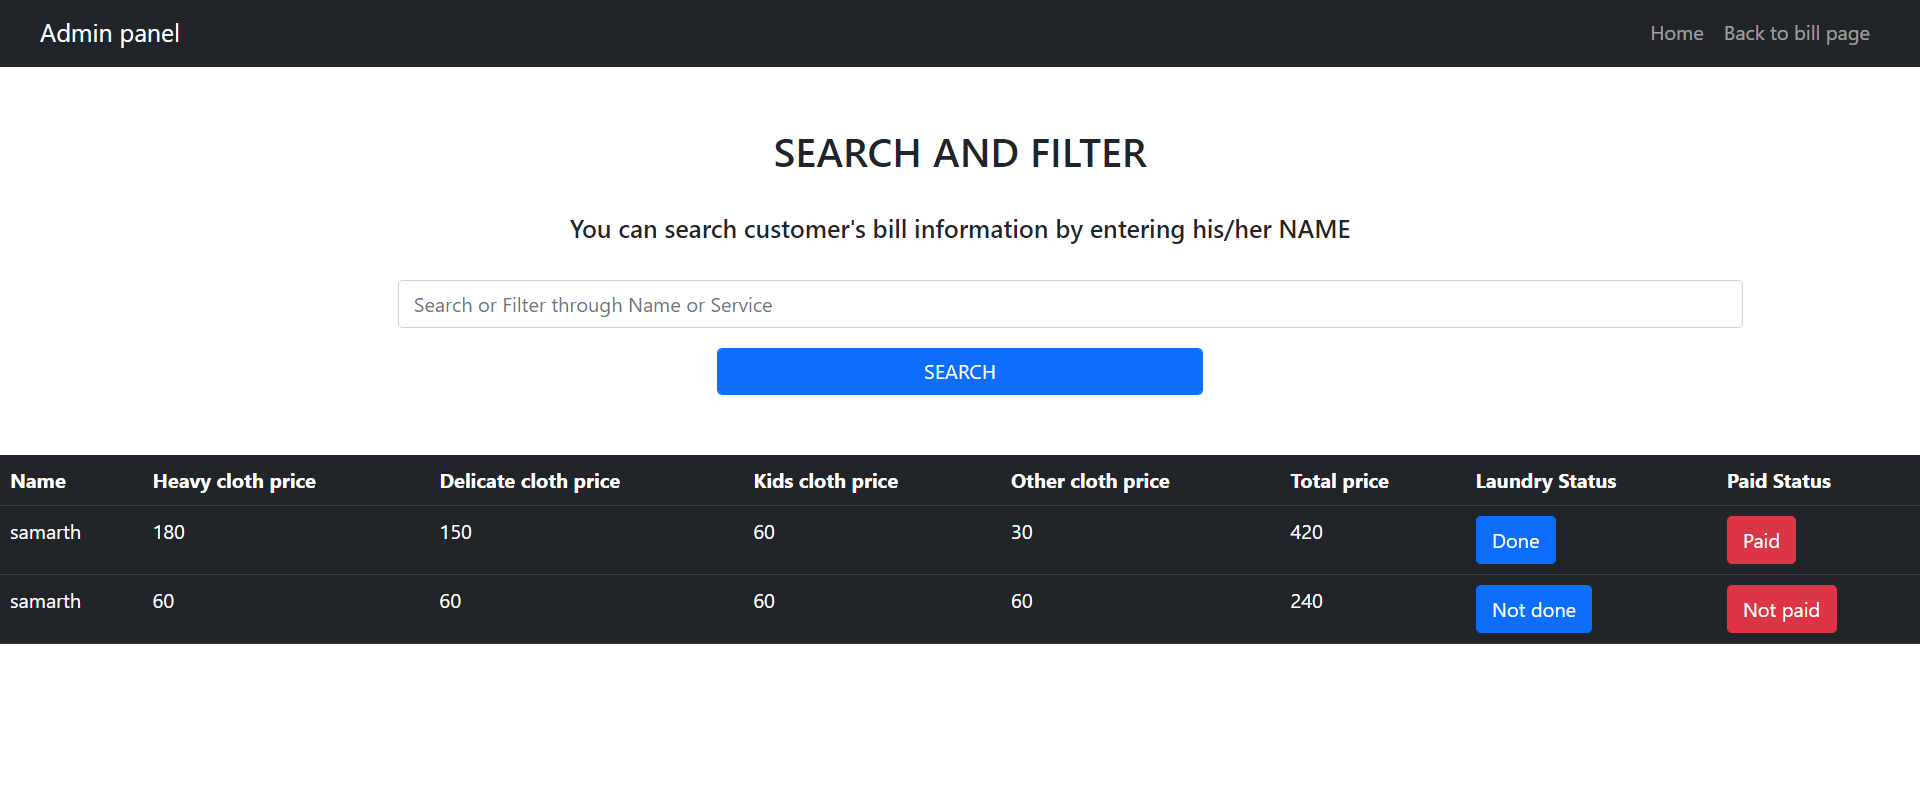 Admin panel Home Back to bill page
SEARCH AND FILTER
You can search customer's bill information by entering his/her NAME
Search or Filter through Name or Service
SEARCH
Name Heavy cloth price Delicate cloth price Kids cloth price Other cloth price Total price Laundry Status Paid Status
samarth 180 150 60 30 420 Done Paid
samarth 60 60 60 60 240 Not done Not paid